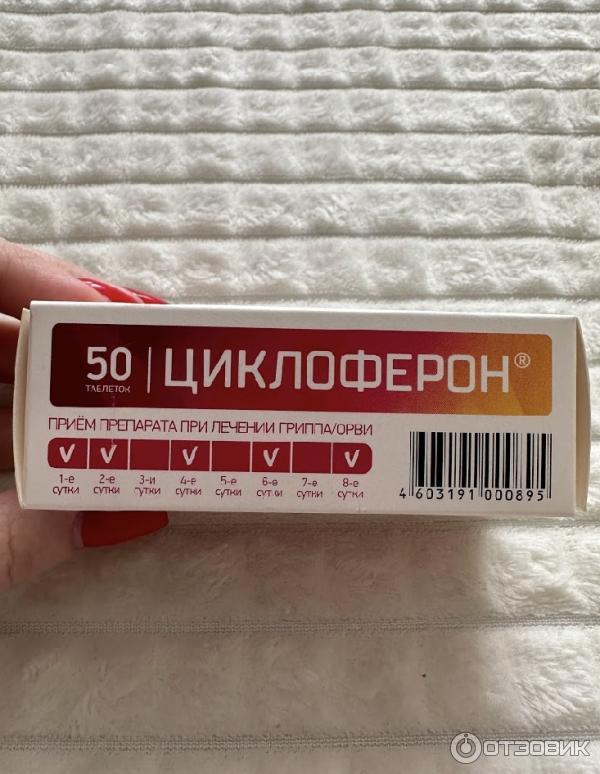 50 ТАБЛЕТОК | ЦИКЛОФЕРОН®
ПРИЁМ ПРЕПАРАТА ПРИ ЛЕЧЕНИИ ГРИППА/ОРВИ
V V V V V
1-е сутки 2-е сутки 3-и сутки 4-е сутки 5-е сутки 6-е сутки 7-е сутки 8-е сутки
4 603191 000895
ОТЗОВИК